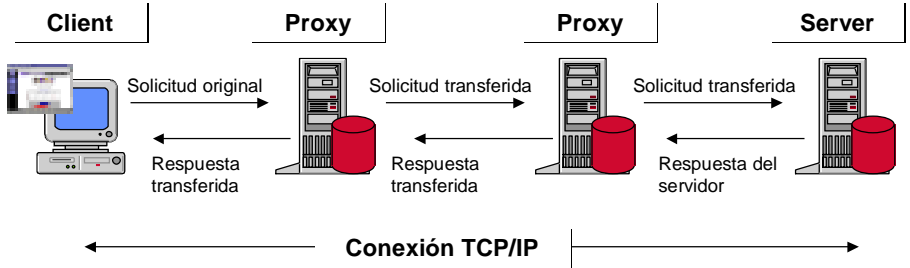 Client
Proxy
Proxy
Server
Solicitud original
Solicitud transferida
Solicitud transferida
Respuesta
transferida
Respuesta
transferida
Respuesta del
servidor
Conexión TCP/IP